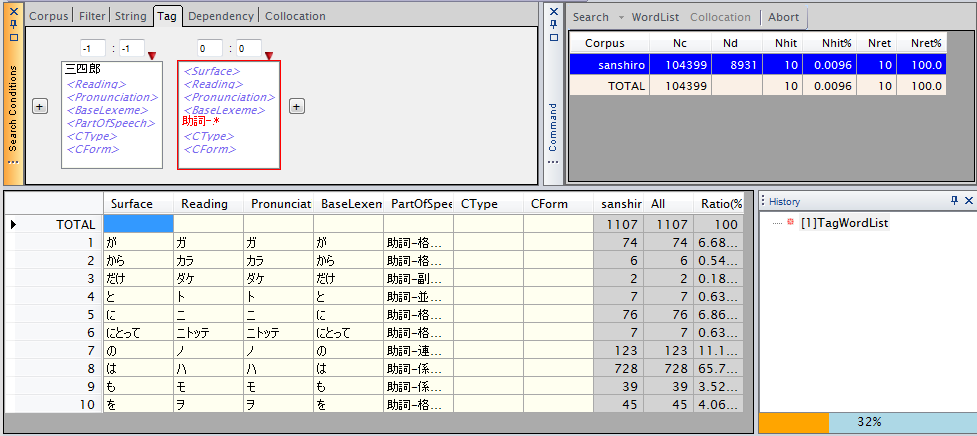 Corpus Filter String Tag Dependency Collocation
Search Conditions
-1 : -1
0 : 0
三四郎
<Reading>
<Pronunciation>
<BaseLexeme>
<PartOfSpeech>
<CType>
<CForm>
<Surface>
<Reading>
<Pronunciation>
<BaseLexeme>
助詞-.*
<CType>
<CForm>
+
+
Command
Search WordList Collocation Abort
Corpus Nc Nd Nhit Nhit% Nret Nret%
sanshiro 104399 8931 10 0.0096 10 100.0
TOTAL 104399 10 0.0096 10 100.0
Surface Reading Pronunciat BaseLexem PartOfSpee CType CForm sanshir All Ratio(%
TOTAL 1107 1107 100
1 が ガ ガ が 助詞-格... 74 74 6.68...
2 から カラ カラ から 助詞-格... 6 6 0.54...
3 だけ ダケ ダケ だけ 助詞-副... 2 2 0.18...
4 と ト ト と 助詞-並... 7 7 0.63...
5 に ニ ニ に 助詞-格... 76 76 6.86...
6 にとって ニトッテ ニトッテ にとって 助詞-格... 7 7 0.63...
7 の ノ ノ の 助詞-連... 123 123 11.1...
8 は ハ ハ は 助詞-係... 728 728 65.7...
9 も モ モ も 助詞-係... 39 39 3.52...
10 を ヲ ヲ を 助詞-格... 45 45 4.06...
History
[1]TagWordList
32%